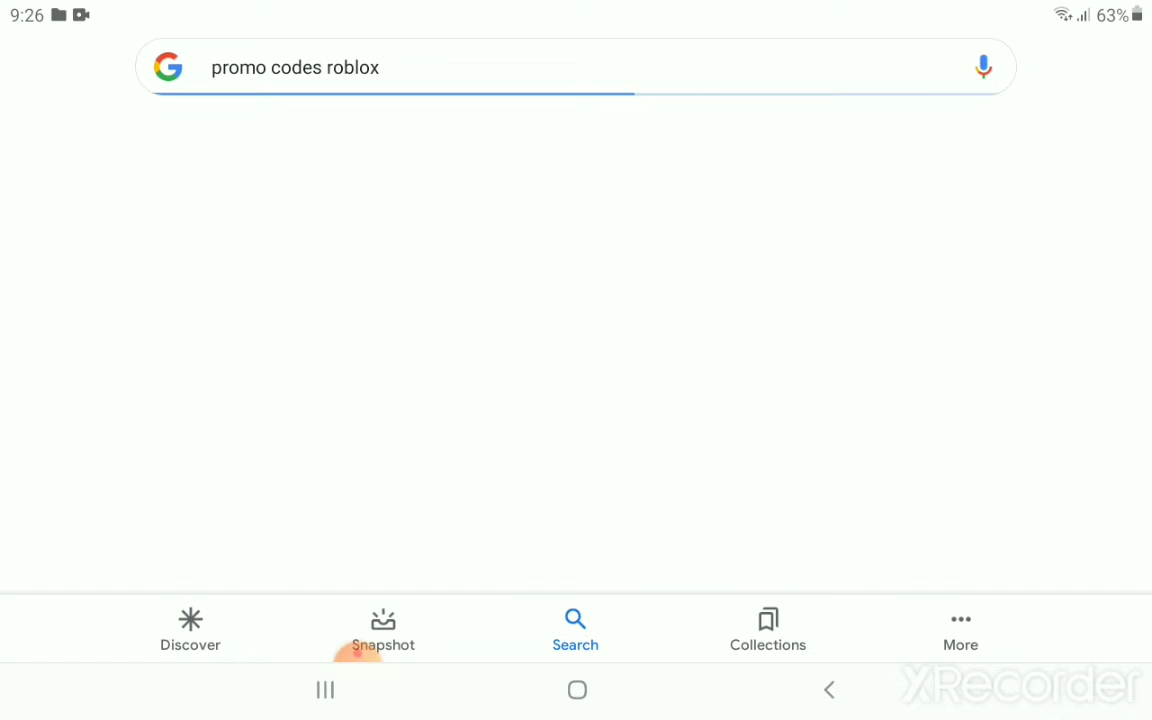 9:26
63%
promo codes roblox
Discover
Snapshot
Search
Collections
More
XRecorder